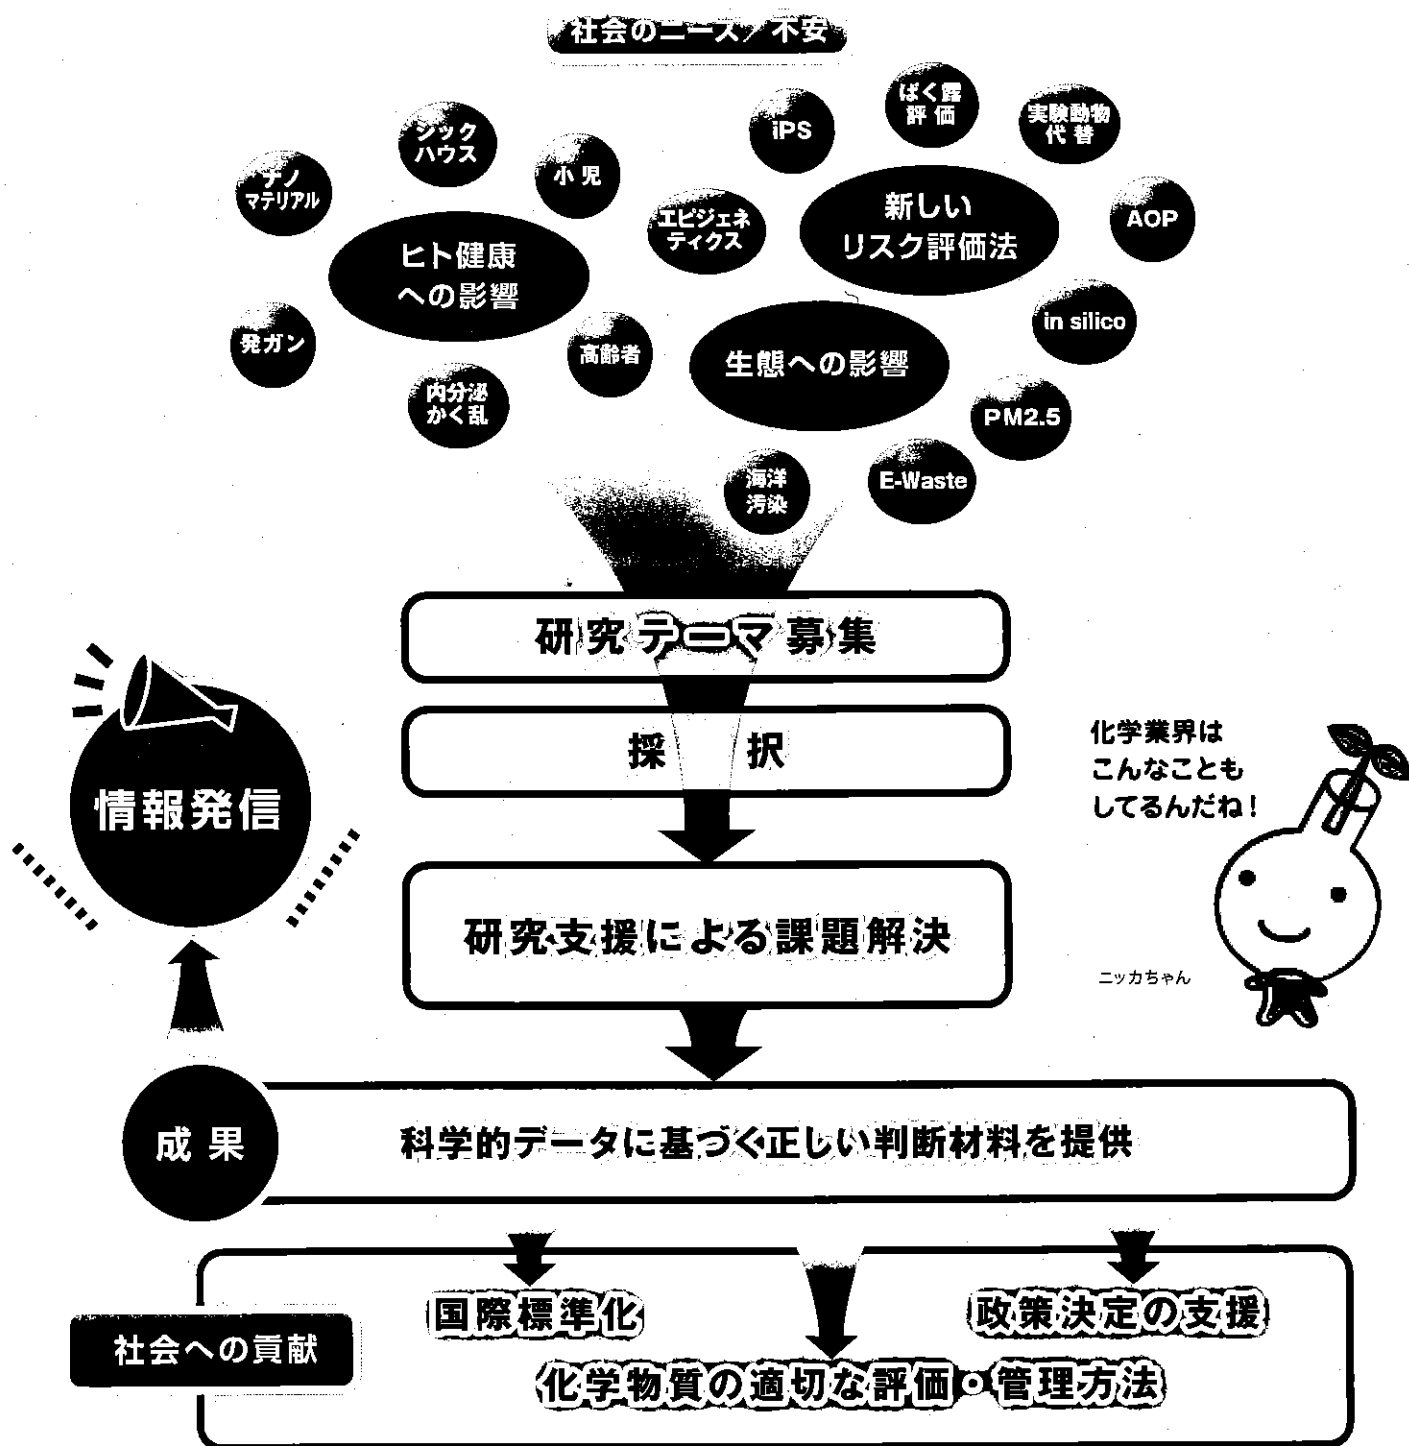 社会のニーズ／不安
ばく露
評価
iPS
実験動物
代替
シック
ハウス
小児
ナノ
マテリアル
エピジェネ
ティクス
新しい
リスク評価法
AOP
ヒト健康
への影響
in silico
発ガン
高齢者
生態への影響
内分泌
かく乱
PM2.5
海洋
汚染
E-Waste
研究テーマ募集
採択
情報発信
化学業界は
こんなことも
してるんだね！
研究支援による課題解決
ニッカちゃん
成果
科学的データに基づく正しい判断材料を提供
国際標準化
政策決定の支援
社会への貢献
化学物質の適切な評価・管理方法